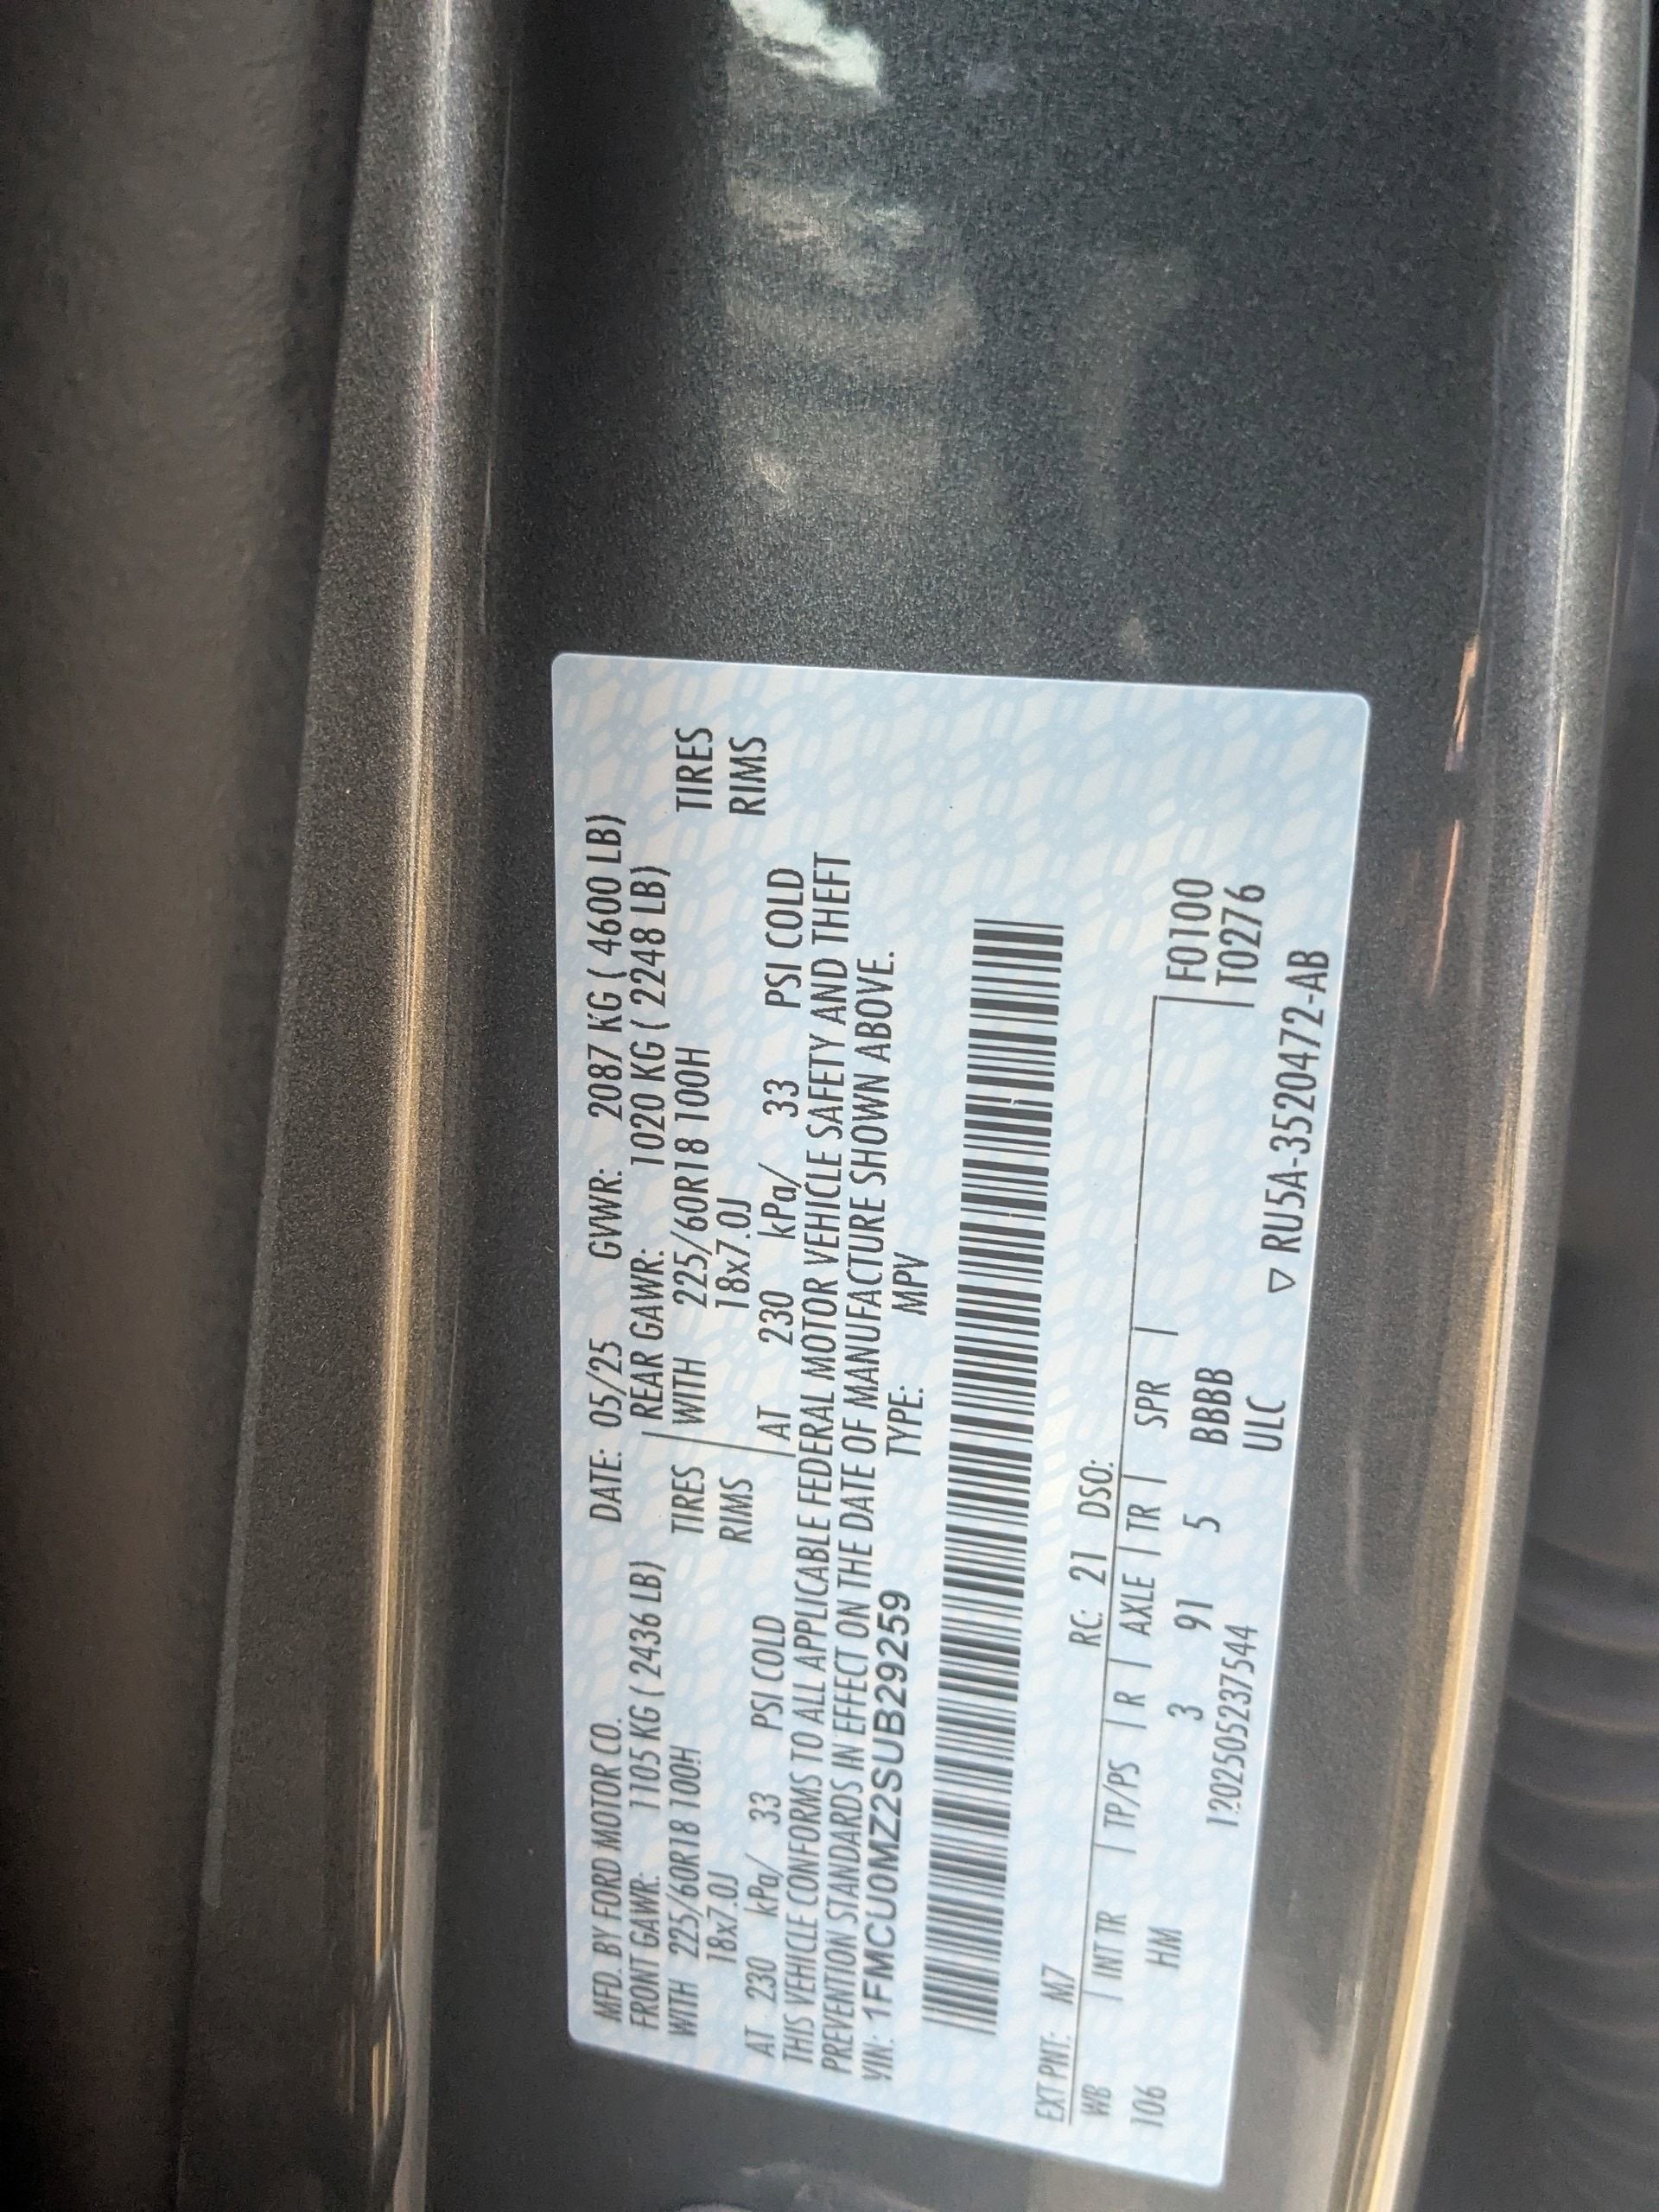 MFD. BY FORD MOTOR CO. DATE: 05/25 GVWR: 2087 KG ( 4600 LB)
FRONT GAWR: 1105 KG ( 2436 LB) REAR GAWR: 1020 KG ( 2248 LB)
WITH 225/60R18 100H TIRES WITH 225/60R18 100H TIRES
18x7.0J RIMS 18x7.0J RIMS
AT 230 kPa/ 33 PSI COLD AT 230 kPa/ 33 PSI COLD
THIS VEHICLE CONFORMS TO ALL APPLICABLE FEDERAL MOTOR VEHICLE SAFETY AND THEFT
PREVENTION STANDARDS IN EFFECT ON THE DATE OF MANUFACTURE SHOWN ABOVE.
VIN: 1FMCU0MZ2SUB29259 TYPE: MPV
EXT PNT: M7 RC: 21 DSO:
WB | INT TR | TP/PS | R | AXLE | TR | SPR |
106 HM 3 91 5 BBBB F0100
1202505237544 ULC T0276
▽ RU5A-3520472-AB